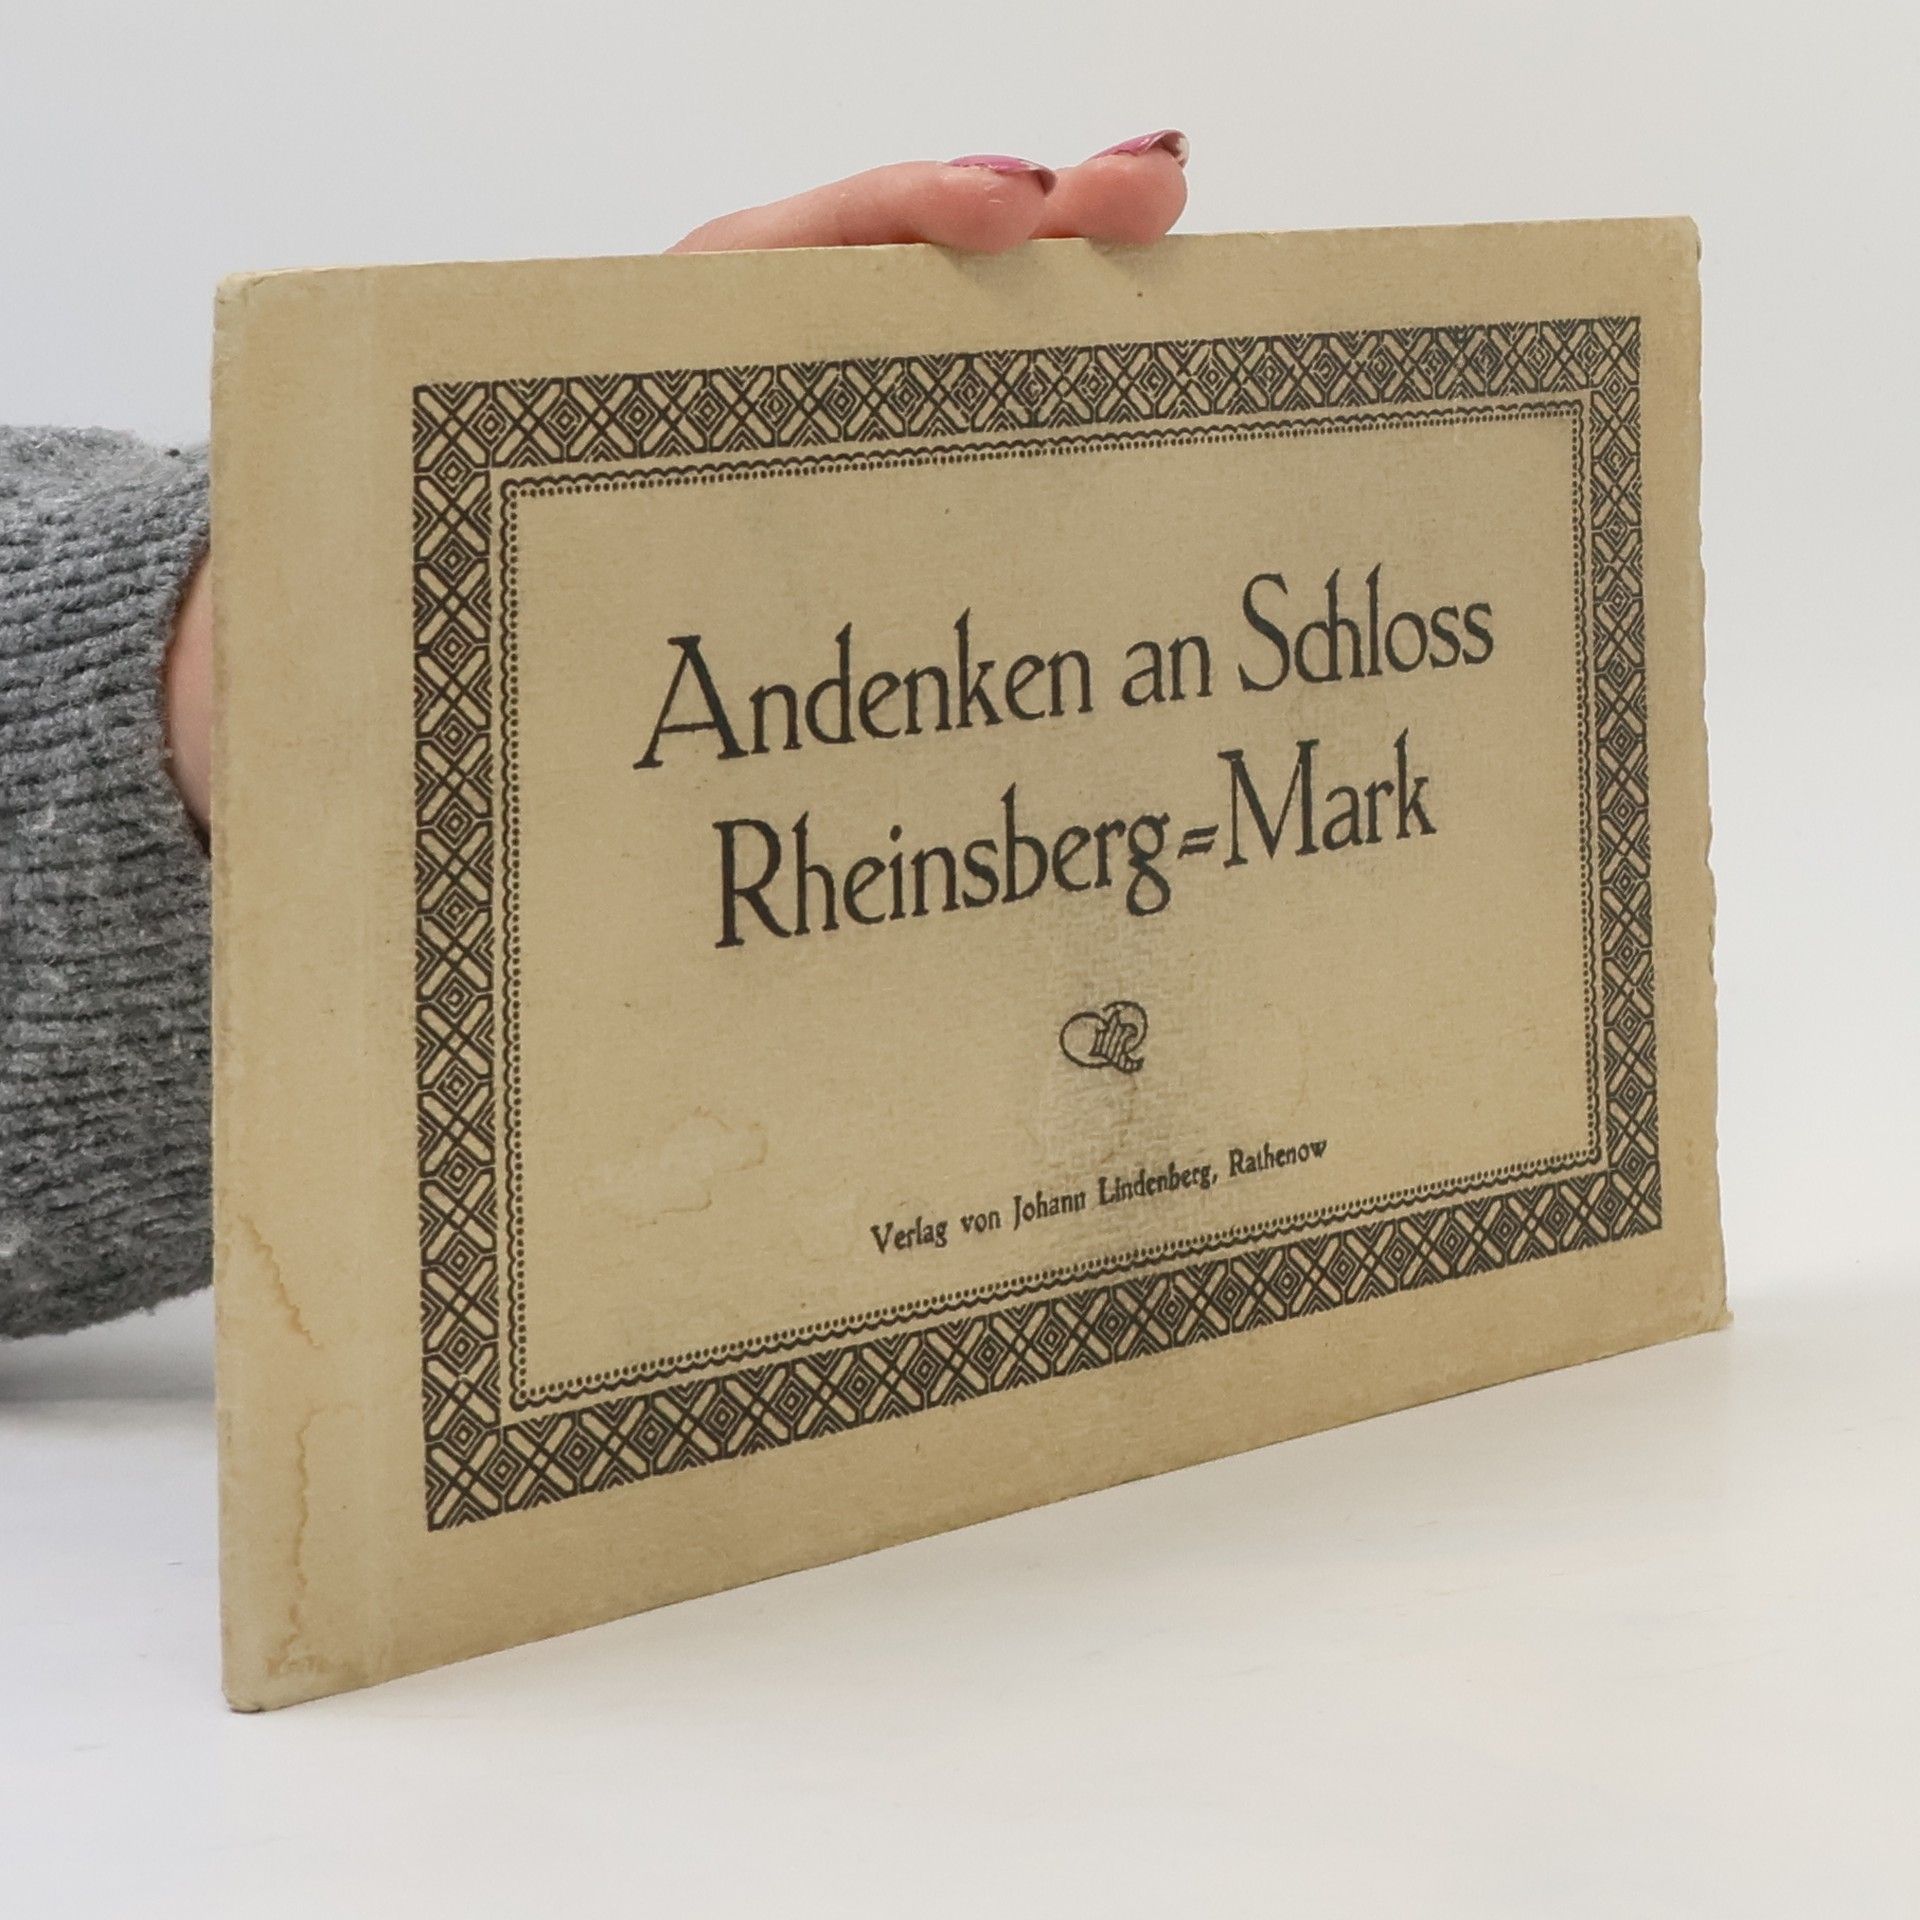 Andenken an Schloss
Rheinsberg=Mark
Verlag von Johann Lindenberg, Rathenow